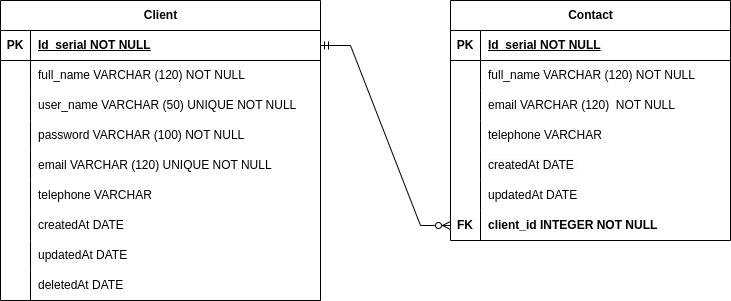 Client
PK Id_serial NOT NULL
full_name VARCHAR (120) NOT NULL
user_name VARCHAR (50) UNIQUE NOT NULL
password VARCHAR (100) NOT NULL
email VARCHAR (120) UNIQUE NOT NULL
telephone VARCHAR
createdAt DATE
updatedAt DATE
deletedAt DATE
Contact
PK Id_serial NOT NULL
full_name VARCHAR (120) NOT NULL
email VARCHAR (120) NOT NULL
telephone VARCHAR
createdAt DATE
updatedAt DATE
FK client_id INTEGER NOT NULL